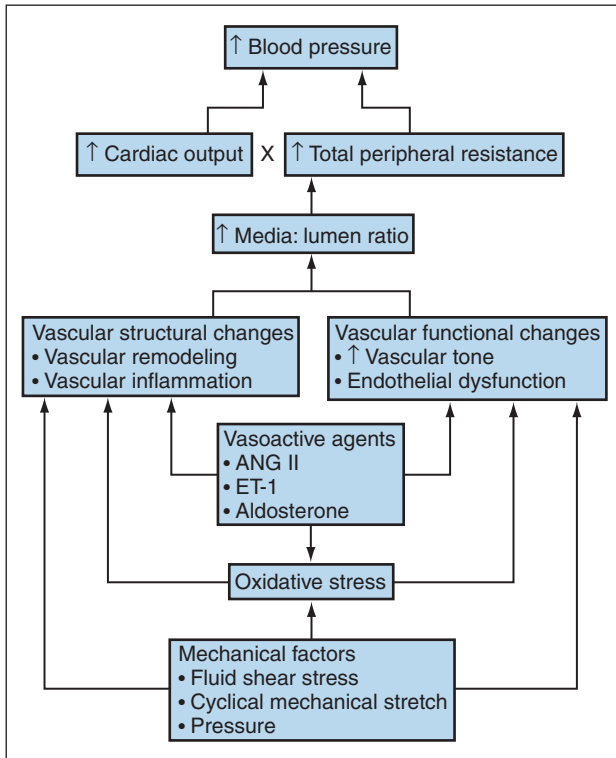 ↑ Blood pressure
↑ Cardiac output X ↑ Total peripheral resistance
↑ Media: lumen ratio
Vascular structural changes
• Vascular remodeling
• Vascular inflammation
Vascular functional changes
• ↑ Vascular tone
• Endothelial dysfunction
Vasoactive agents
• ANG II
• ET-1
• Aldosterone
Oxidative stress
Mechanical factors
• Fluid shear stress
• Cyclical mechanical stretch
• Pressure